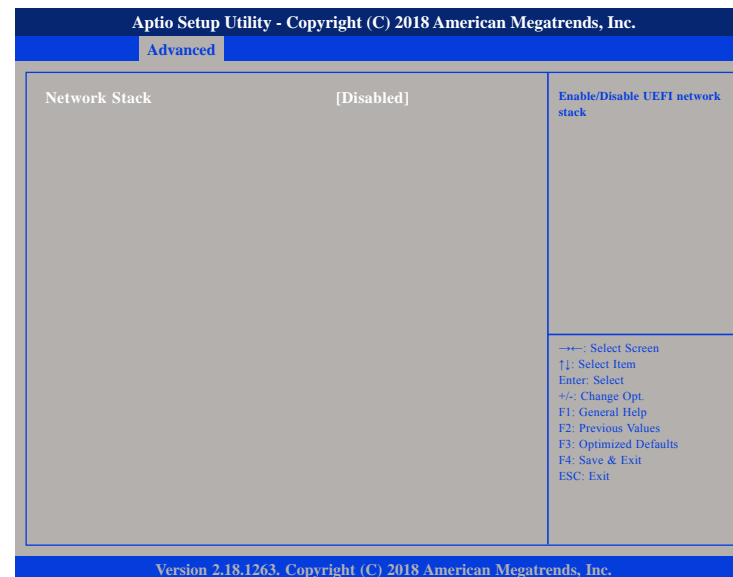 Aptio Setup Utility - Copyright (C) 2018 American Megatrends, Inc.
Advanced
Network Stack [Disabled]
Enable/Disable UEFI network
stack
→←: Select Screen
↑↓: Select Item
Enter: Select
+/-: Change Opt.
F1: General Help
F2: Previous Values
F3: Optimized Defaults
F4: Save & Exit
ESC: Exit
Version 2.18.1263. Copyright (C) 2018 American Megatrends, Inc.